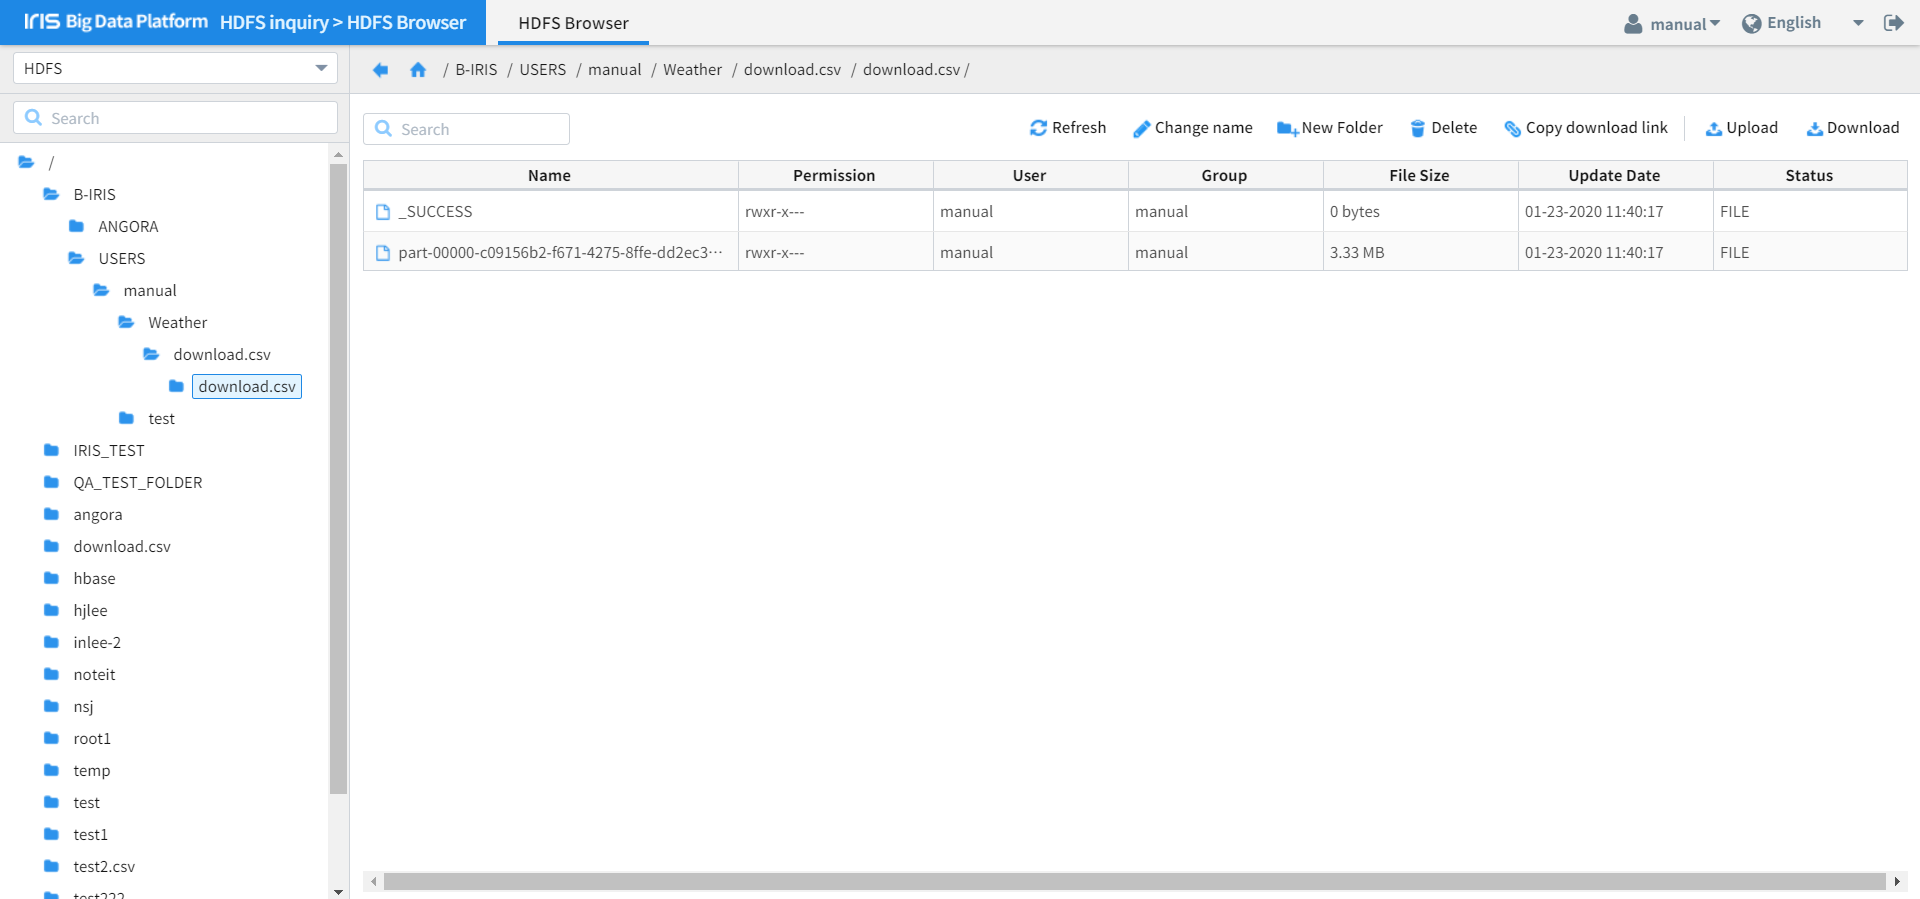 IRIS Big Data Platform HDFS inquiry > HDFS Browser HDFS Browser manual English
HDFS
/ B-IRIS / USERS / manual / Weather / download.csv / download.csv /
Search
Search Refresh Change name New Folder Delete Copy download link Upload Download
/
B-IRIS
ANGORA
USERS
manual
Weather
download.csv
download.csv
test
IRIS_TEST
QA_TEST_FOLDER
angora
download.csv
hbase
hjlee
inlee-2
noteit
nsj
root1
temp
test
test1
test2.csv
test222
Name Permission User Group File Size Update Date Status
_SUCCESS rwxr-x--- manual manual 0 bytes 01-23-2020 11:40:17 FILE
part-00000-c09156b2-f671-4275-8ffe-dd2ec3··· rwxr-x--- manual manual 3.33 MB 01-23-2020 11:40:17 FILE